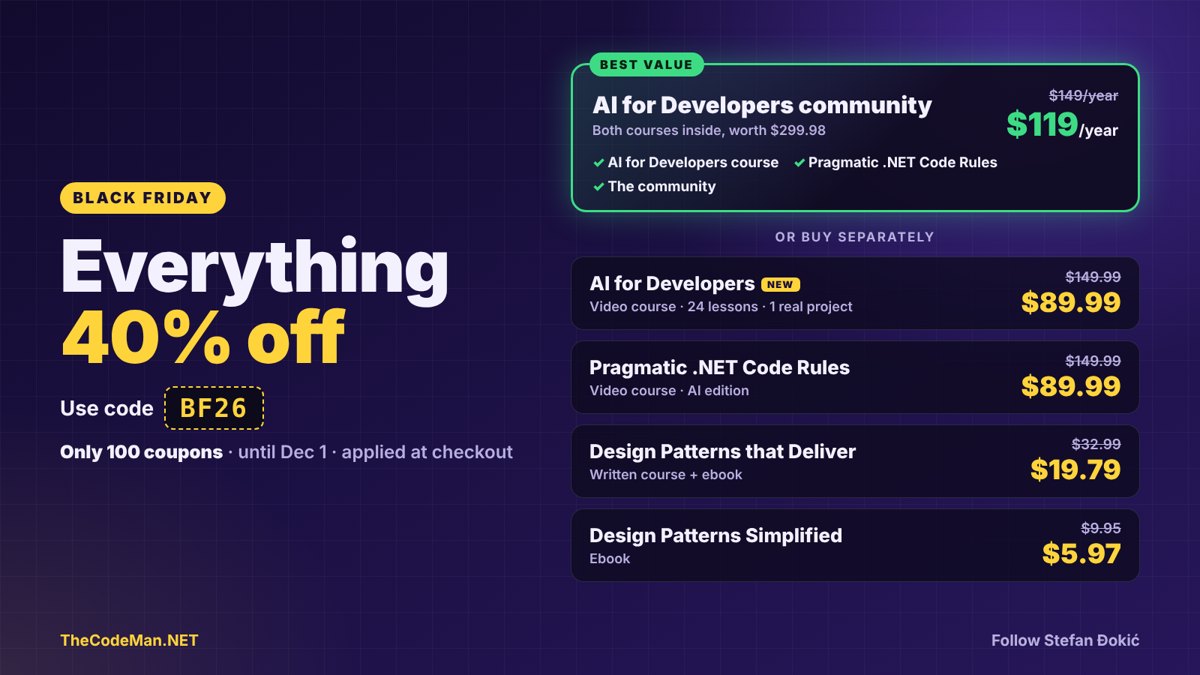 BLACK FRIDAY
Everything
40% off
Use code BF26
Only 100 coupons · until Dec 1 · applied at checkout
BEST VALUE
AI for Developers community
$149/year
Both courses inside, worth $299.98
$119/year
✓ AI for Developers course ✓ Pragmatic .NET Code Rules
✓ The community
OR BUY SEPARATELY
AI for Developers NEW
$149.99
Video course · 24 lessons · 1 real project
$89.99
Pragmatic .NET Code Rules
$149.99
Video course · AI edition
$89.99
Design Patterns that Deliver
$32.99
Written course + ebook
$19.79
Design Patterns Simplified
$9.95
Ebook
$5.97
TheCodeMan.NET
Follow Stefan Đokić